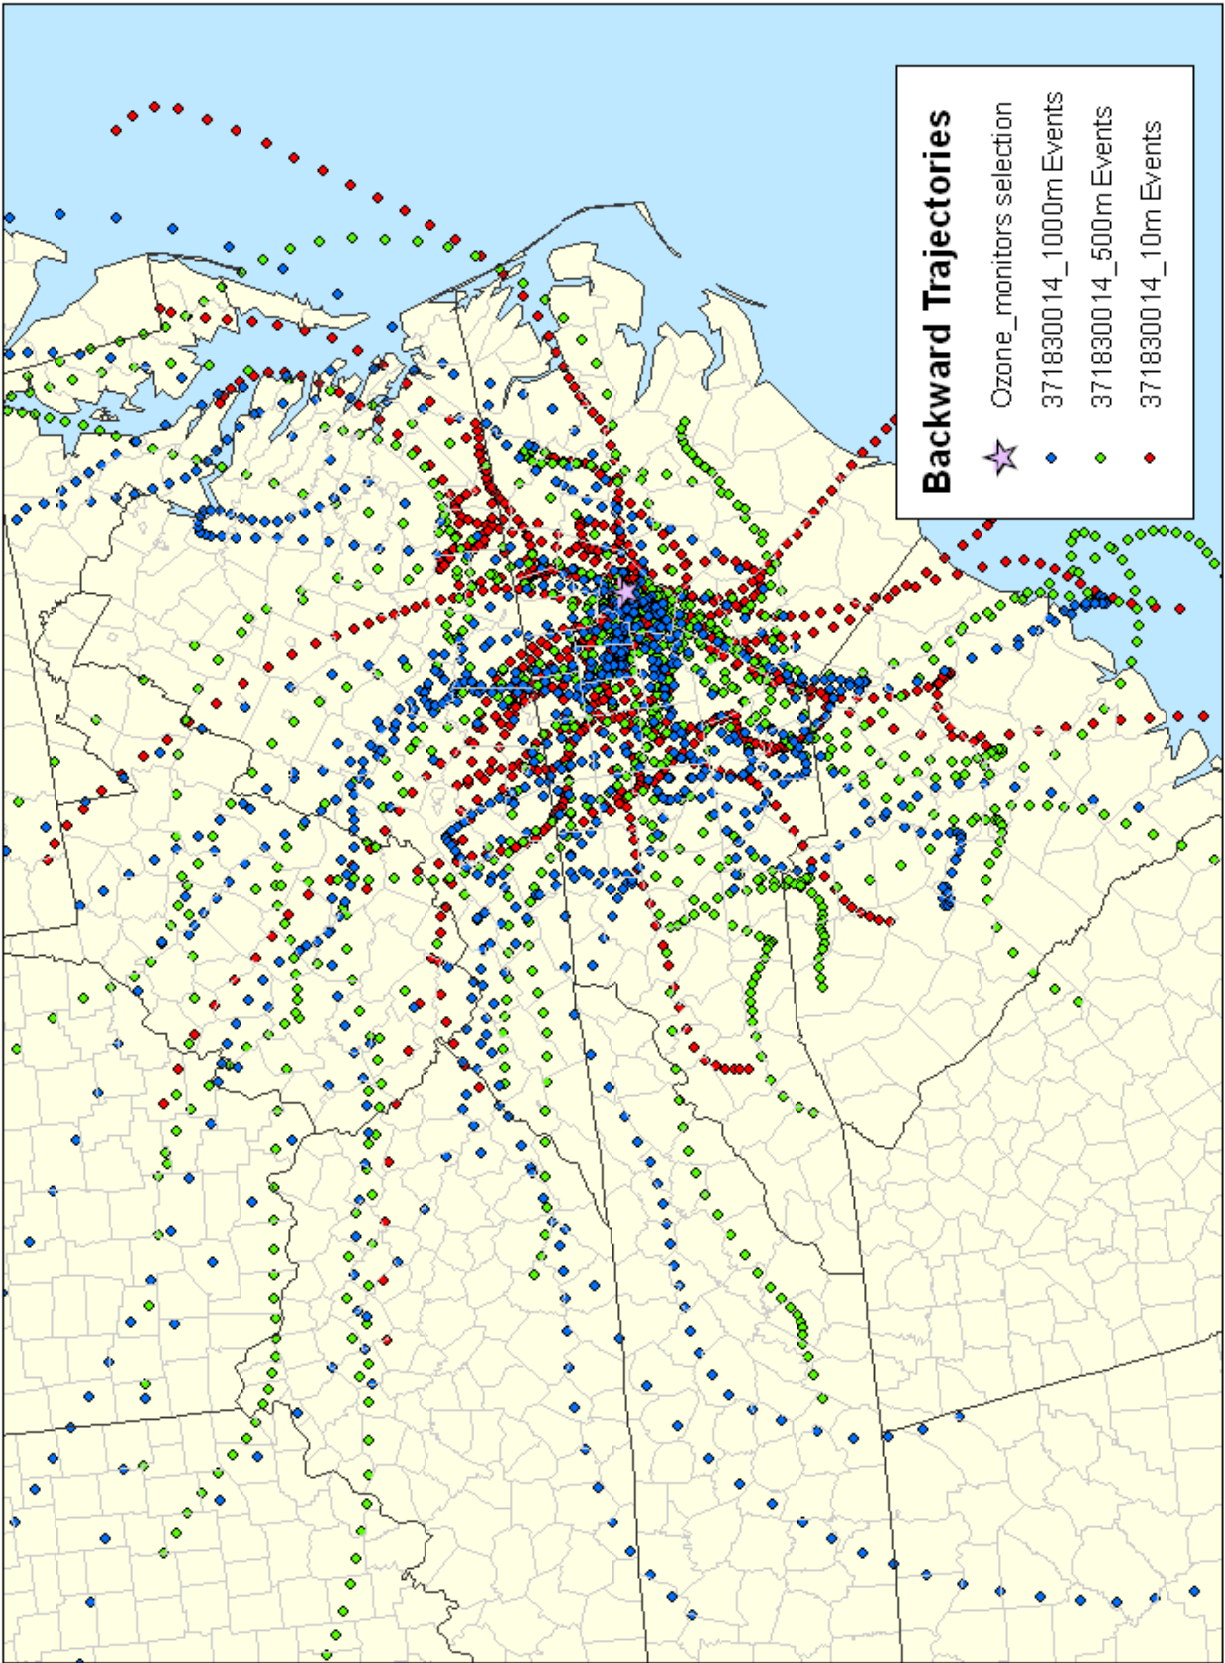 Backward Trajectories
Ozone_monitors selection
371830014_1000m Events
371830014_500m Events
371830014_10m Events